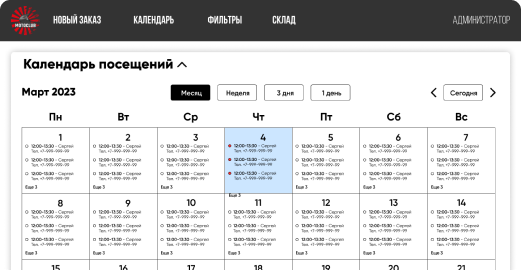 MOTOCLUB
НОВЫЙ ЗАКАЗ КАЛЕНДАРЬ ФИЛЬТРЫ СКЛАД АДМИНИСТРАТОР
Календарь посещений
Март 2023 Месяц Неделя 3 дня 1 день Сегодня
Пн Вт Ср Чт Пт Сб Вс
1 2 3 4 5 6 7
12:00-13:30 - Сергей 12:00-13:30 - Сергей 12:00-13:30 - Сергей 12:00-13:30 - Сергей 12:00-13:30 - Сергей 12:00-13:30 - Сергей 12:00-13:30 - Сергей
Тел. +7-999-999-99 Тел. +7-999-999-99 Тел. +7-999-999-99 Тел. +7-999-999-99 Тел. +7-999-999-99 Тел. +7-999-999-99 Тел. +7-999-999-99
12:00-13:30 - Сергей 12:00-13:30 - Сергей 12:00-13:30 - Сергей 12:00-13:30 - Сергей 12:00-13:30 - Сергей 12:00-13:30 - Сергей 12:00-13:30 - Сергей
Тел. +7-999-999-99 Тел. +7-999-999-99 Тел. +7-999-999-99 Тел. +7-999-999-99 Тел. +7-999-999-99 Тел. +7-999-999-99 Тел. +7-999-999-99
12:00-13:30 - Сергей 12:00-13:30 - Сергей 12:00-13:30 - Сергей 12:00-13:30 - Сергей 12:00-13:30 - Сергей 12:00-13:30 - Сергей 12:00-13:30 - Сергей
Тел. +7-999-999-99 Тел. +7-999-999-99 Тел. +7-999-999-99 Тел. +7-999-999-99 Тел. +7-999-999-99 Тел. +7-999-999-99 Тел. +7-999-999-99
Еще 3 Еще 3 Еще 3 Еще 3 Еще 3 Еще 3 Еще 3
8 9 10 11 12 13 14
12:00-13:30 - Сергей 12:00-13:30 - Сергей 12:00-13:30 - Сергей 12:00-13:30 - Сергей 12:00-13:30 - Сергей 12:00-13:30 - Сергей 12:00-13:30 - Сергей
Тел. +7-999-999-99 Тел. +7-999-999-99 Тел. +7-999-999-99 Тел. +7-999-999-99 Тел. +7-999-999-99 Тел. +7-999-999-99 Тел. +7-999-999-99
12:00-13:30 - Сергей 12:00-13:30 - Сергей 12:00-13:30 - Сергей 12:00-13:30 - Сергей 12:00-13:30 - Сергей 12:00-13:30 - Сергей 12:00-13:30 - Сергей
Тел. +7-999-999-99 Тел. +7-999-999-99 Тел. +7-999-999-99 Тел. +7-999-999-99 Тел. +7-999-999-99 Тел. +7-999-999-99 Тел. +7-999-999-99
12:00-13:30 - Сергей 12:00-13:30 - Сергей 12:00-13:30 - Сергей 12:00-13:30 - Сергей 12:00-13:30 - Сергей 12:00-13:30 - Сергей 12:00-13:30 - Сергей
Тел. +7-999-999-99 Тел. +7-999-999-99 Тел. +7-999-999-99 Тел. +7-999-999-99 Тел. +7-999-999-99 Тел. +7-999-999-99 Тел. +7-999-999-99
Еще 3 Еще 3 Еще 3 Еще 3 Еще 3 Еще 3 Еще 3
15 16 17 18 19 20 21